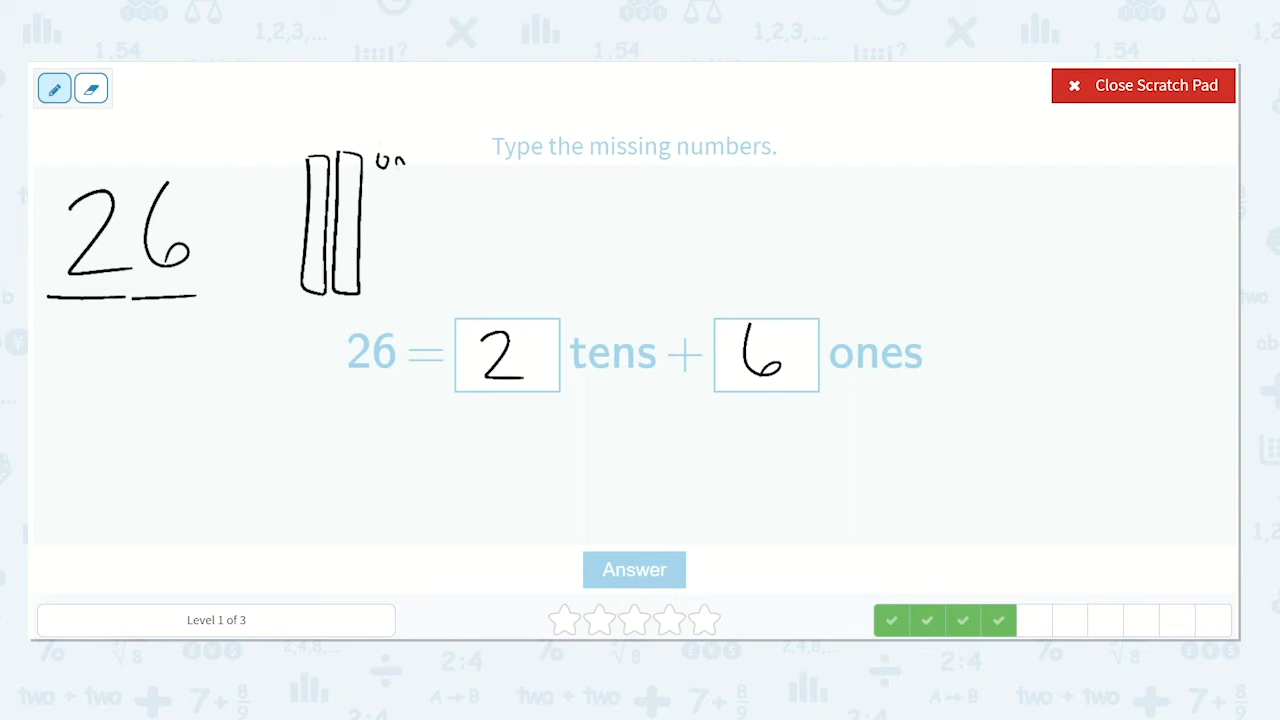 Close Scratch Pad
Type the missing numbers.
26
26 = 2 tens + 6 ones
Answer
Level 1 of 3